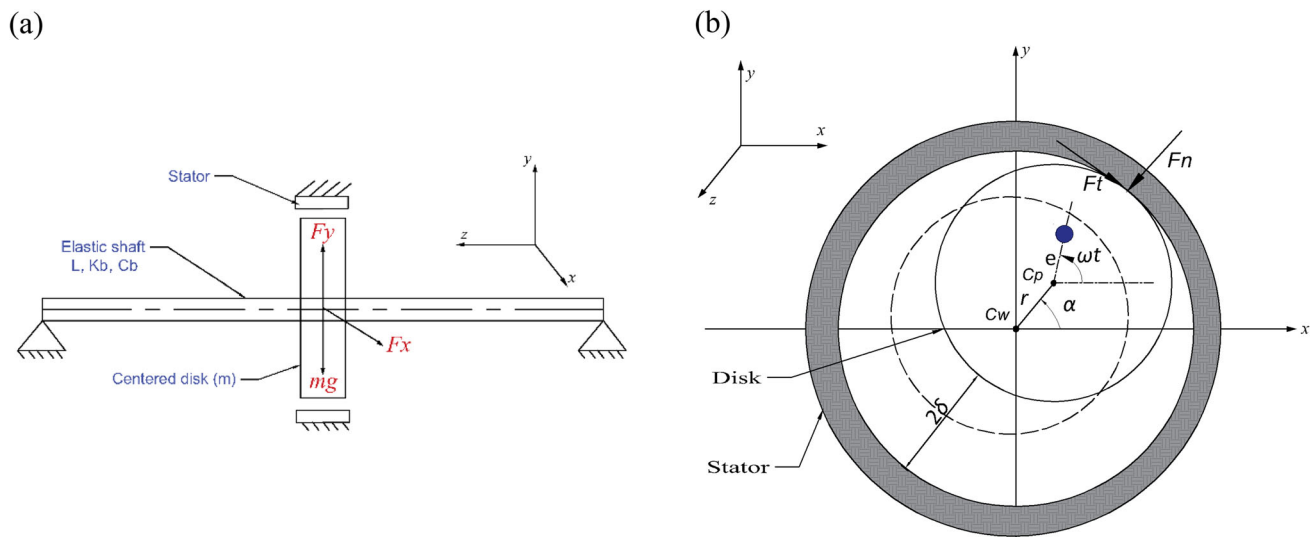 (a)
Stator
Elastic shaft
L, Kb, Cb
Fy
Fx
mg
Centered disk (m)
y
z
x
(b)
y
x
z
y
x
Fn
Ft
e
ωt
Cp
r
α
Cw
Disk
2δ
Stator